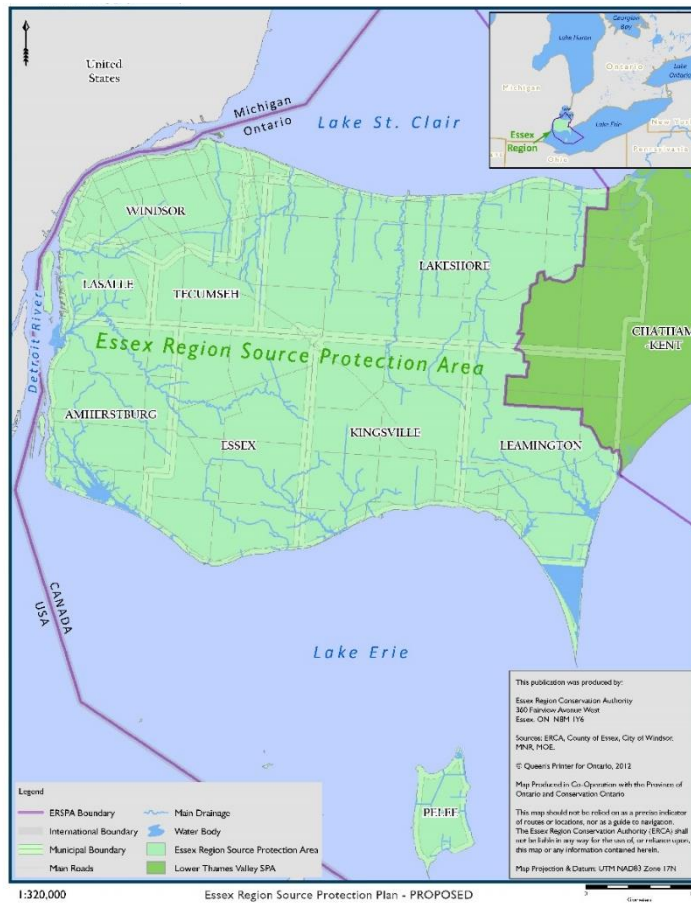 United
States
Michigan
Ontario
Lake St. Clair
Lake Huron
Georgian
Bay
Ontario
Lake
Ontario
Michigan
Essex
Region
Lake Erie
New York
Ohio
Pennsylvania
WINDSOR
LASALLE
TECUMSEH
LAKESHORE
CHATHAM
KENT
Detroit River
Essex Region Source Protection Area
AMHERSTBURG
ESSEX
KINGSVILLE
LEAMINGTON
CANADA
USA
Lake Erie
PELEE
This publication was produced by:
Essex Region Conservation Authority
360 Fairview Avenue West
Essex, ON N8M 1Y6
Sources: ERCA, County of Essex, City of Windsor,
MNR, MOE.
© Queen's Printer for Ontario, 2012
Map Produced in Co-Operation with the Province of
Ontario and Conservation Ontario
This map should not be relied on as a precise indicator
of routes or locations, nor as a guide to navigation.
The Essex Region Conservation Authority (ERCA) shall
not be liable in any way for the use of, or reliance upon,
this map or any information contained herein.
Map Projection & Datum: UTM NAD83 Zone 17N
Legend
ERSPA Boundary
International Boundary
Municipal Boundary
Main Roads
Main Drainage
Water Body
Essex Region Source Protection Area
Lower Thames Valley SPA
1:320,000
Essex Region Source Protection Plan - PROPOSED